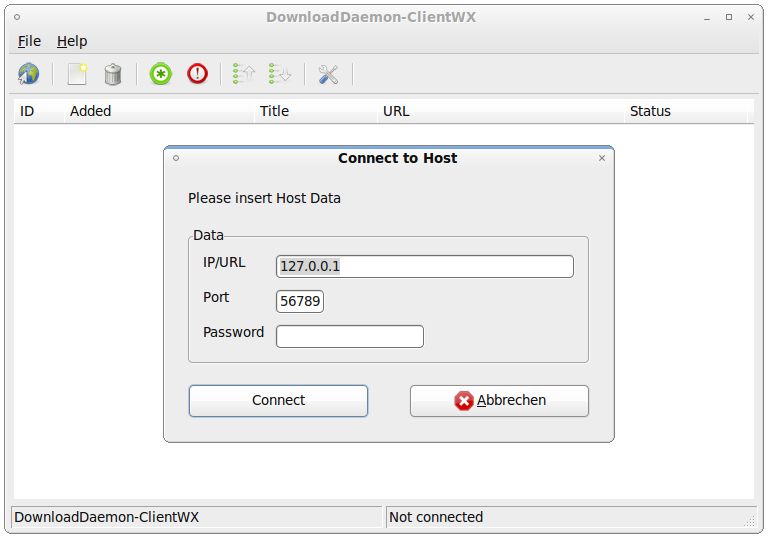 DownloadDaemon-ClientWX
File Help
ID Added Title URL Status
Connect to Host
Please insert Host Data
Data
IP/URL 127.0.0.1
Port 56789
Password
Connect Abbrechen
DownloadDaemon-ClientWX Not connected